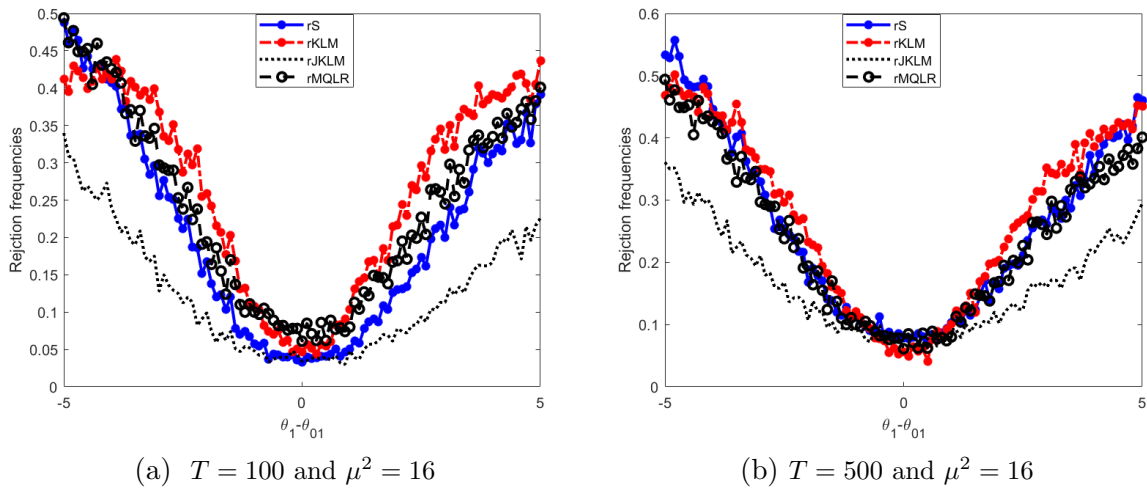 0.5
0.45
0.4
0.35
0.3
0.25
0.2
0.15
0.1
0.05
0
Rejction frequencies
rS
rKLM
rJKLM
rMQLR
-5 0 5
θ₁-θ₀₁
(a) T = 100 and μ² = 16
0.6
0.5
0.4
0.3
0.2
0.1
0
Rejction frequencies
rS
rKLM
rJKLM
rMQLR
-5 0 5
θ₁-θ₀₁
(b) T = 500 and μ² = 16